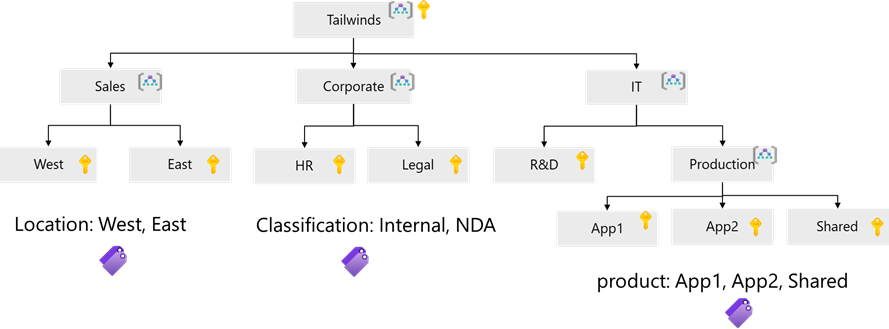 Tailwinds
Sales
Corporate
IT
West
East
HR
Legal
R&D
Production
Location: West, East
Classification: Internal, NDA
App1
App2
Shared
product: App1, App2, Shared